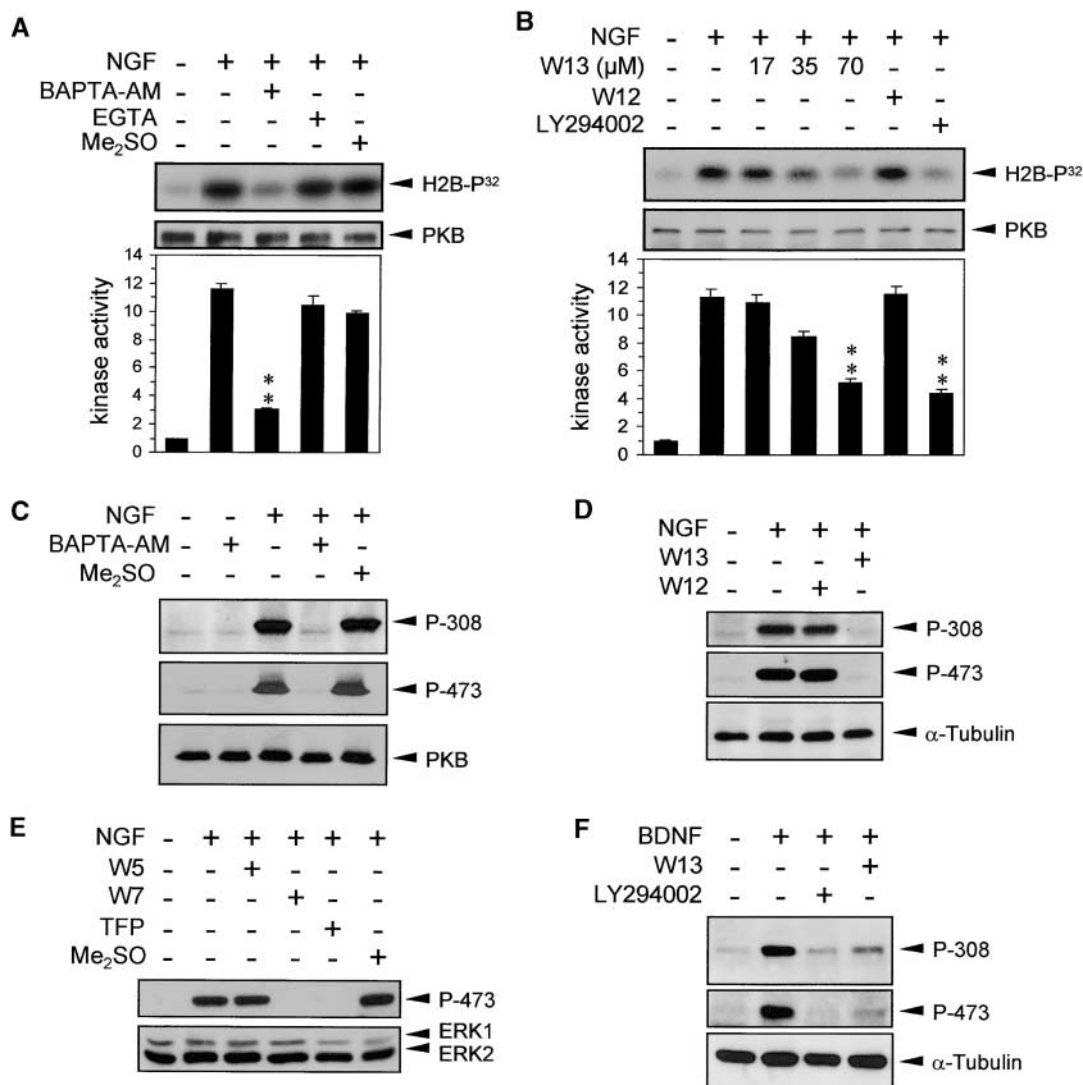 A
NGF - + + + +
BAPTA-AM - - + - -
EGTA - - - + -
Me₂SO - - - - +
H2B-P³²
PKB
kinase activity
14
12
10
8
6
4
2
0
* *
B
NGF - + + + + + +
W13 (µM) - - 17 35 70 - -
W12 - - - - - + -
LY294002 - - - - - - +
H2B-P³²
PKB
kinase activity
14
12
10
8
6
4
2
0
* *
* *
C
NGF - - + + +
BAPTA-AM - + - + -
Me₂SO - - - - +
P-308
P-473
PKB
D
NGF - + + +
W13 - - - +
W12 - - + -
P-308
P-473
α-Tubulin
E
NGF - + + + + +
W5 - - + - - -
W7 - - - + - -
TFP - - - - + -
Me₂SO - - - - - +
P-473
ERK1
ERK2
F
BDNF - + + +
W13 - - - +
LY294002 - - + -
P-308
P-473
α-Tubulin